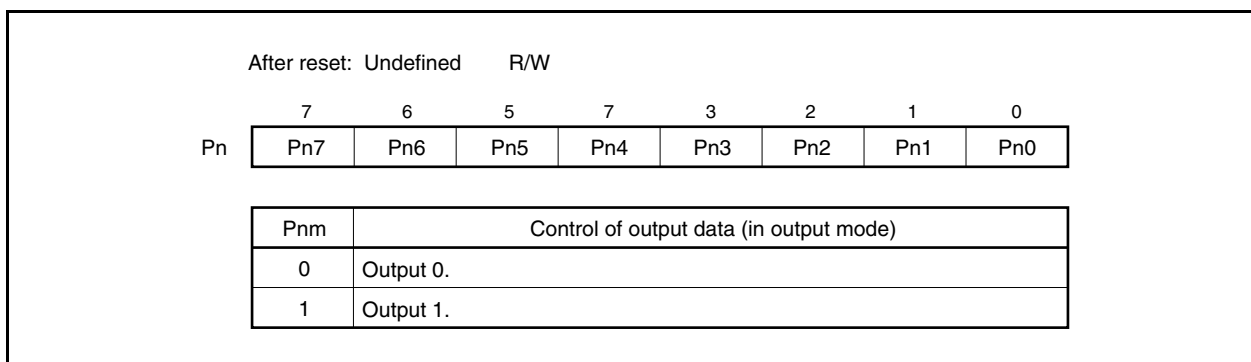 After reset: Undefined R/W
7 6 5 7 3 2 1 0
Pn Pn7 Pn6 Pn5 Pn4 Pn3 Pn2 Pn1 Pn0
Pnm Control of output data (in output mode)
0 Output 0.
1 Output 1.